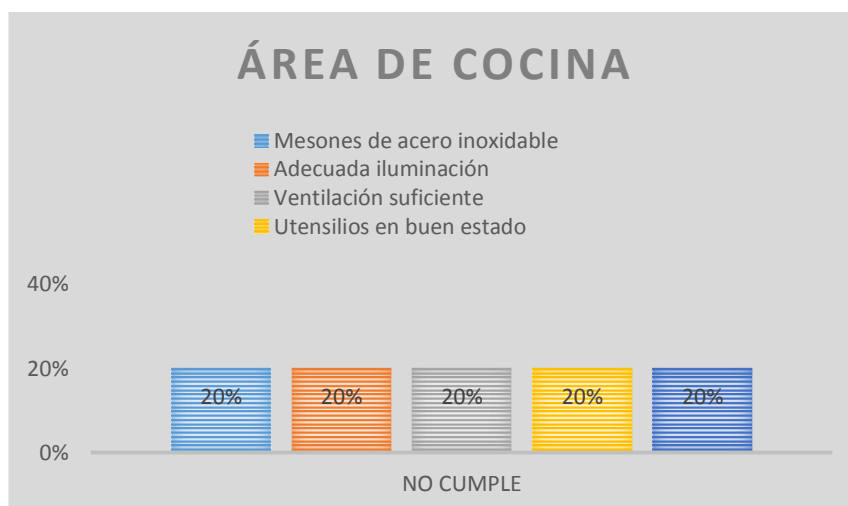 ÁREA DE COCINA
Mesones de acero inoxidable
Adecuada iluminación
Ventilación suficiente
Utensilios en buen estado
40%
20%
0%
20% 20% 20% 20% 20%
NO CUMPLE